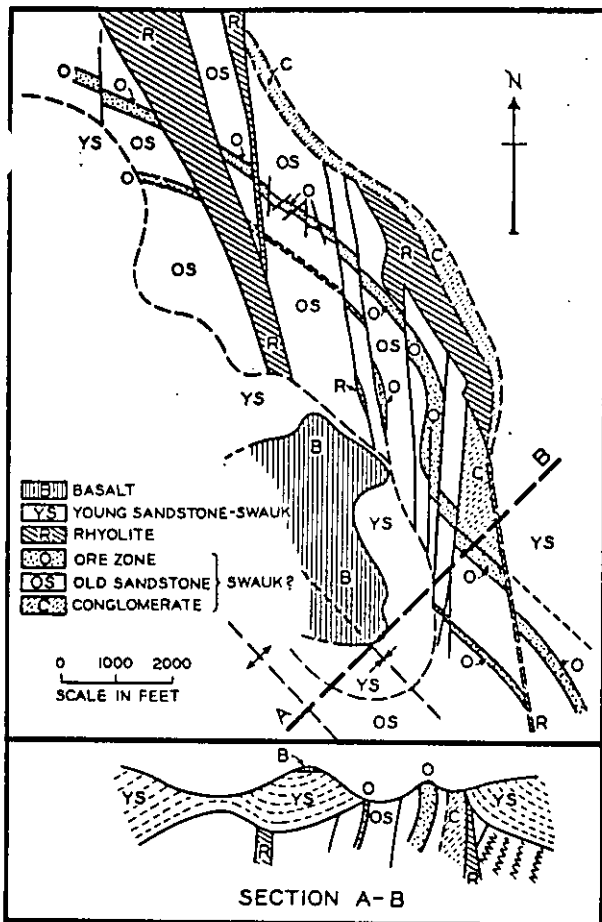 R
R
OS
C
N
O
O
O
OS
YS
OS
O
O
R
C
OS
O
OS
O
R
YS
R
O
O
B
C
B
YS
YS
B
O
YS
O
A
OS
R
B BASALT
YS YOUNG SANDSTONE-SWAUK
R RHYOLITE
O ORE ZONE
OS OLD SANDSTONE } SWAUK?
C CONGLOMERATE
0 1000 2000
SCALE IN FEET
B
O
O
YS
YS
OS
C
YS
R
R
SECTION A-B